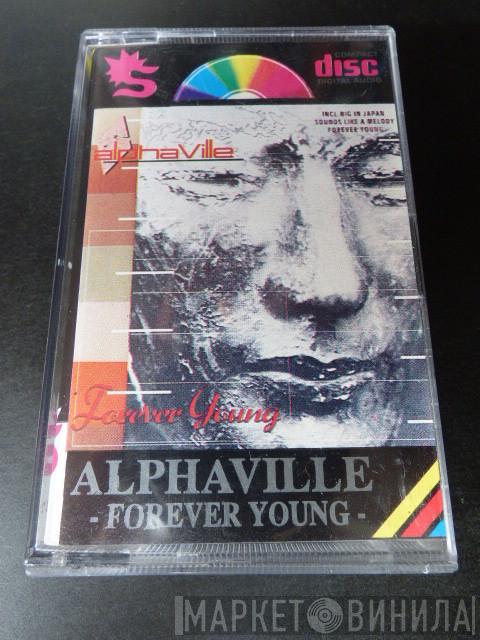 S
COMPACT
disc
DIGITAL AUDIO
INCL. BIG IN JAPAN
SOUNDS LIKE A MELODY
FOREVER YOUNG
alphaville
Forever Young
ALPHAVILLE
- FOREVER YOUNG -
МАРКЕТ ВИНИЛА